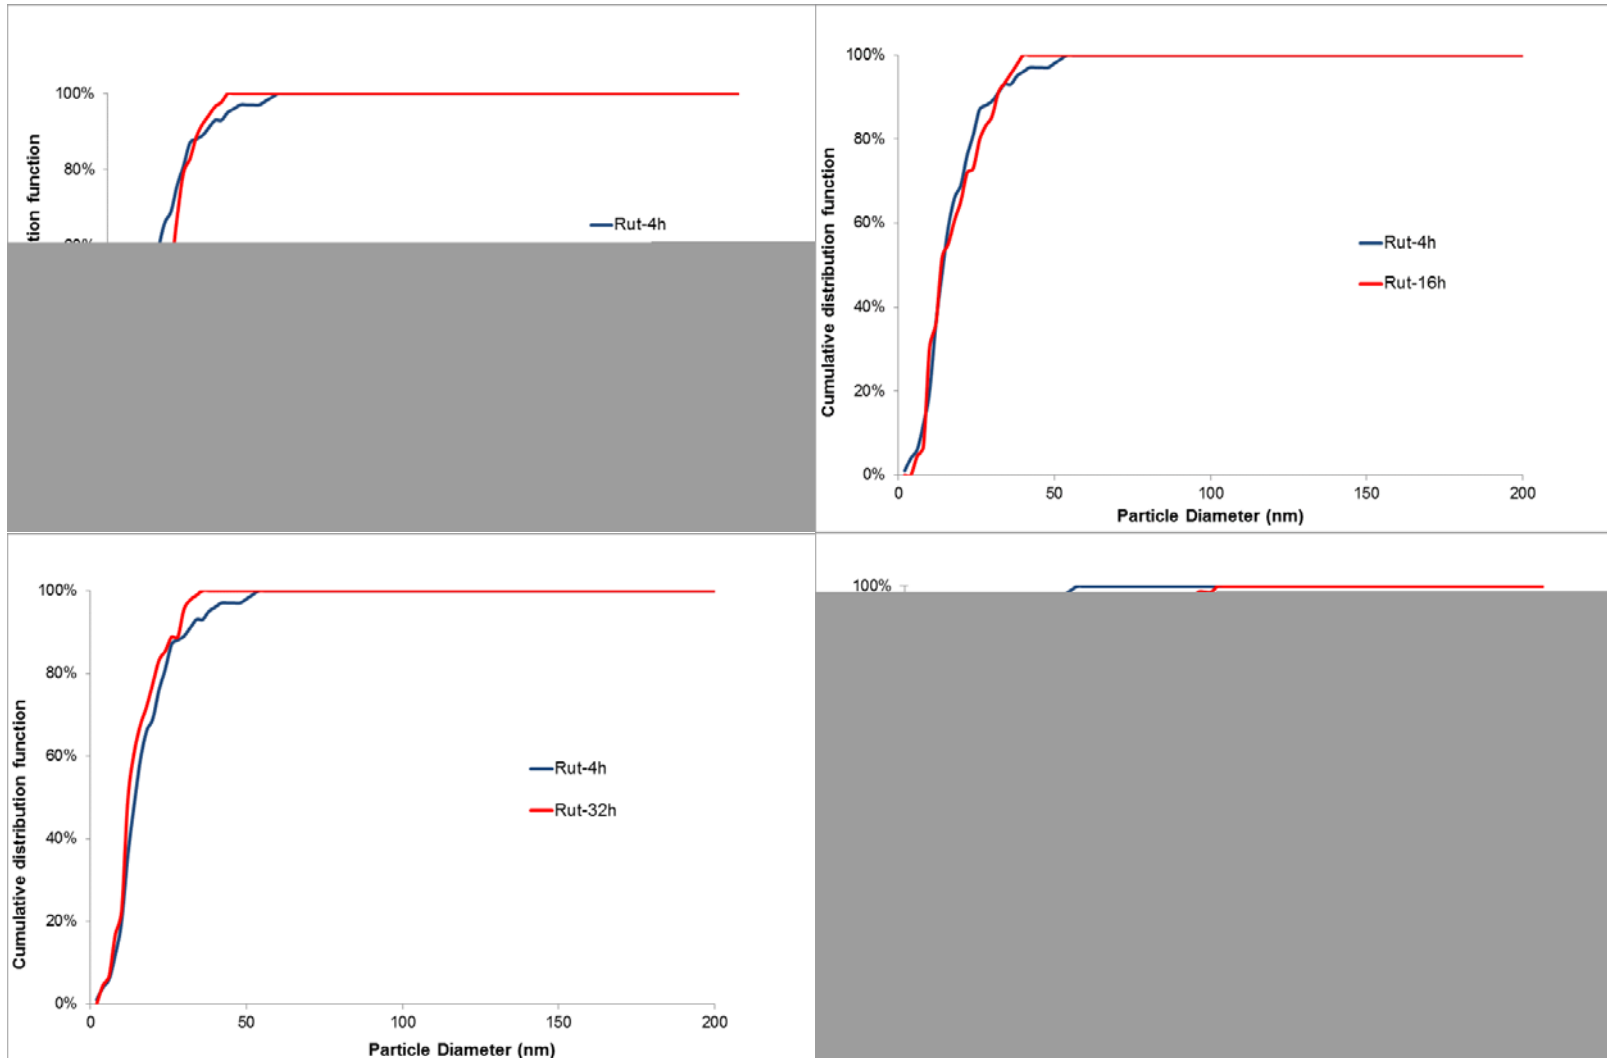 100%
80%
tion function
Rut-4h
100%
80%
60%
40%
20%
0%
Cumulative distribution function
Rut-4h
Rut-16h
0 50 100 150 200
Particle Diameter (nm)
100%
80%
60%
40%
20%
0%
Cumulative distribution function
Rut-4h
Rut-32h
0 50 100 150 200
Particle Diameter (nm)
100%